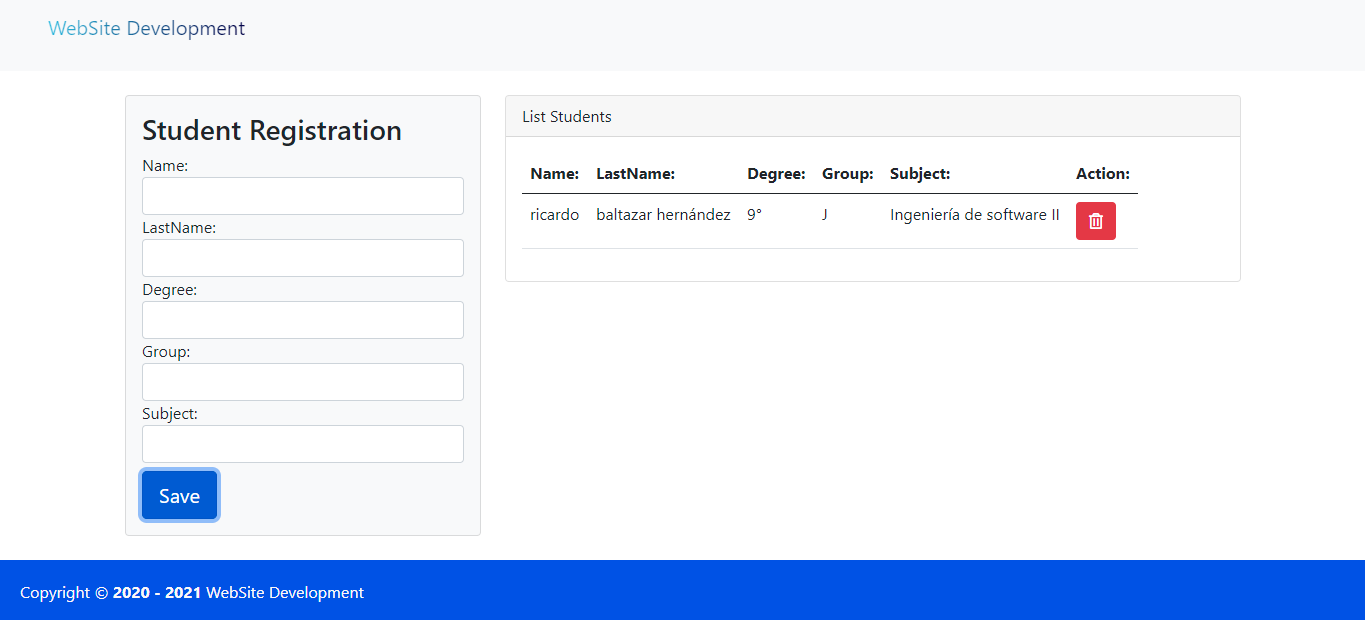 WebSite Development
Student Registration
Name:
LastName:
Degree:
Group:
Subject:
Save
List Students
Name: LastName: Degree: Group: Subject: Action:
ricardo baltazar hernández 9° J Ingeniería de software II
Copyright © 2020 - 2021 WebSite Development